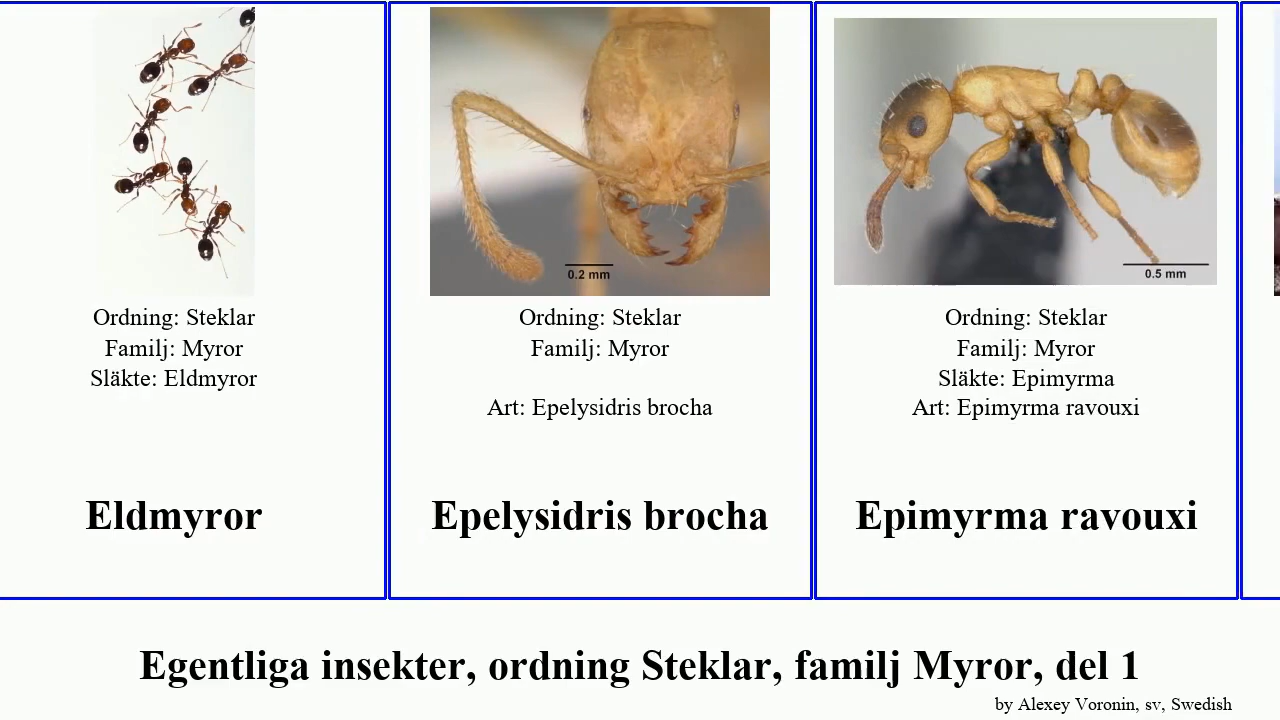 0.2 mm
0.5 mm
Ordning: Steklar
Familj: Myror
Släkte: Eldmyror
Eldmyror
Ordning: Steklar
Familj: Myror
Art: Epelysidris brocha
Epelysidris brocha
Ordning: Steklar
Familj: Myror
Släkte: Epimyrma
Art: Epimyrma ravouxi
Epimyrma ravouxi
Egentliga insekter, ordning Steklar, familj Myror, del 1
by Alexey Voronin, sv, Swedish